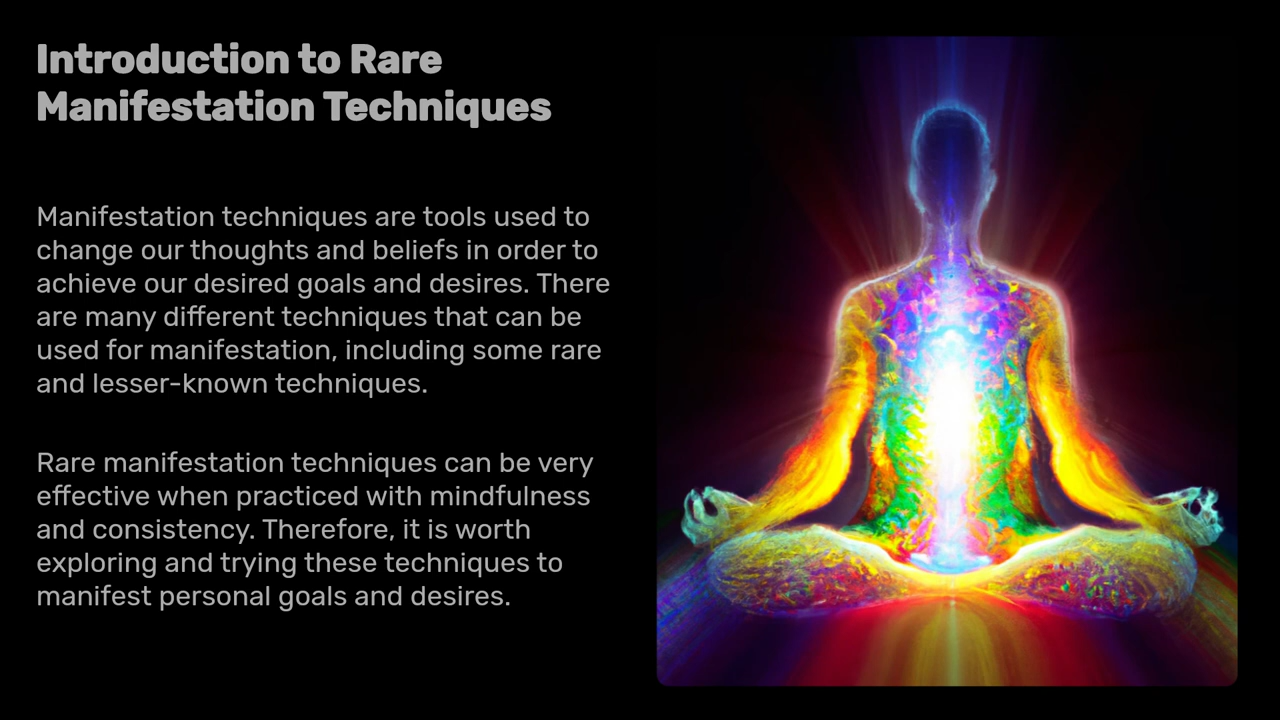 Introduction to Rare
Manifestation Techniques
Manifestation techniques are tools used to
change our thoughts and beliefs in order to
achieve our desired goals and desires. There
are many different techniques that can be
used for manifestation, including some rare
and lesser-known techniques.
Rare manifestation techniques can be very
effective when practiced with mindfulness
and consistency. Therefore, it is worth
exploring and trying these techniques to
manifest personal goals and desires.